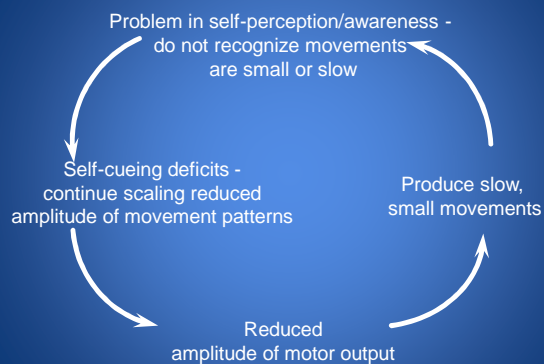 Problem in self-perception/awareness -
do not recognize movements
are small or slow
Self-cueing deficits -
continue scaling reduced
amplitude of movement patterns
Produce slow,
small movements
Reduced
amplitude of motor output